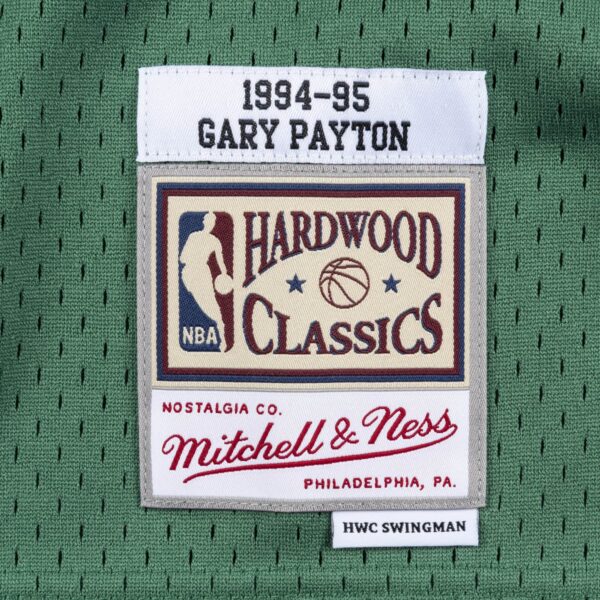 1994-95
GARY PAYTON
HARDWOOD
CLASSICS
NBA
NOSTALGIA CO.
Mitchell & Ness
PHILADELPHIA, PA.
HWC SWINGMAN